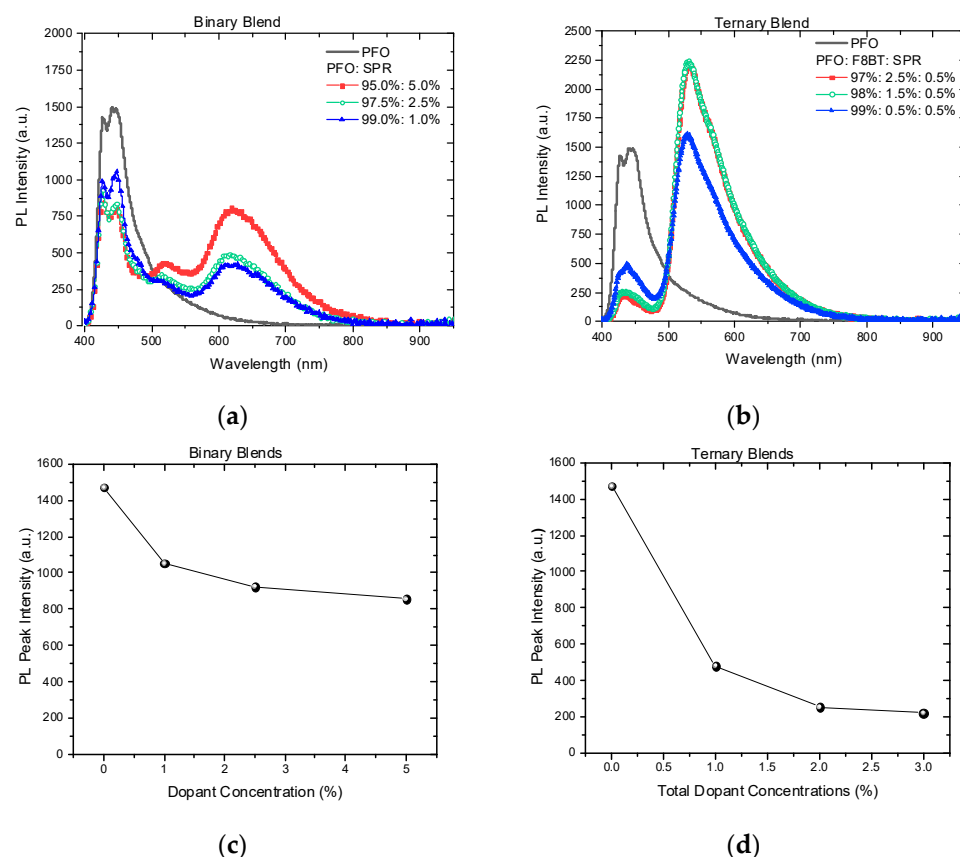 Binary Blend
2000
1750
1500
1250
1000
750
500
250
0
PL Intensity (a.u.)
PFO
PFO: SPR
95.0%: 5.0%
97.5%: 2.5%
99.0%: 1.0%
400 500 600 700 800 900
Wavelength (nm)
(a)
Ternary Blend
2500
2250
2000
1750
1500
1250
1000
750
500
250
0
PL Intensity (a.u.)
PFO
PFO: F8BT: SPR
97%: 2.5%: 0.5%
98%: 1.5%: 0.5%
99%: 0.5%: 0.5%
400 500 600 700 800 900
Wavelength (nm)
(b)
Binary Blends
1600
1400
1200
1000
800
600
400
200
0
PL Peak Intensity (a.u.)
0 1 2 3 4 5
Dopant Concentration (%)
(c)
Ternary Blends
1600
1400
1200
1000
800
600
400
200
0
PL Peak Intensity (a.u.)
0.0 0.5 1.0 1.5 2.0 2.5 3.0
Total Dopant Concentrations (%)
(d)